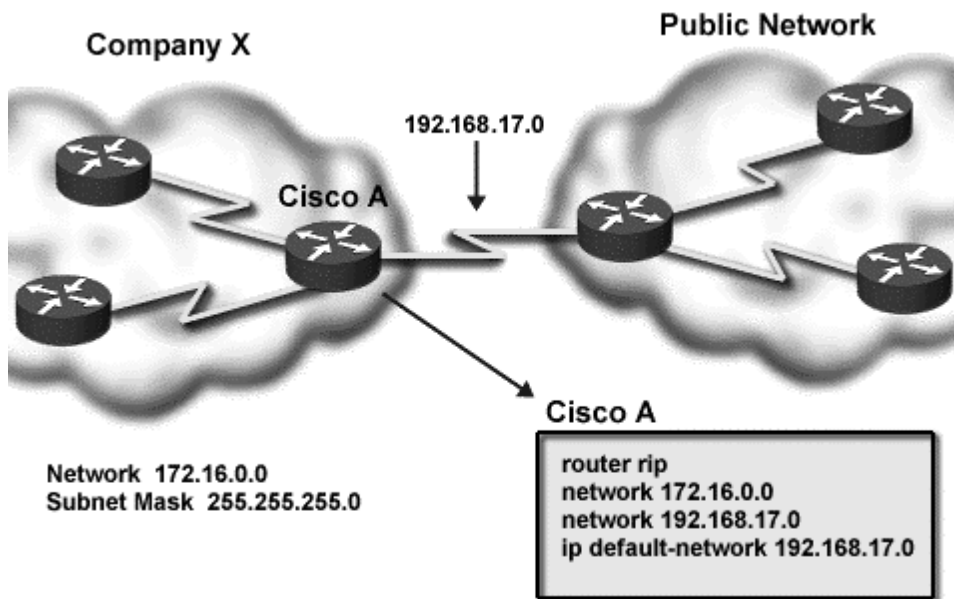 Company X
Public Network
192.168.17.0
Cisco A
Cisco A
Network 172.16.0.0
Subnet Mask 255.255.255.0
router rip
network 172.16.0.0
network 192.168.17.0
ip default-network 192.168.17.0